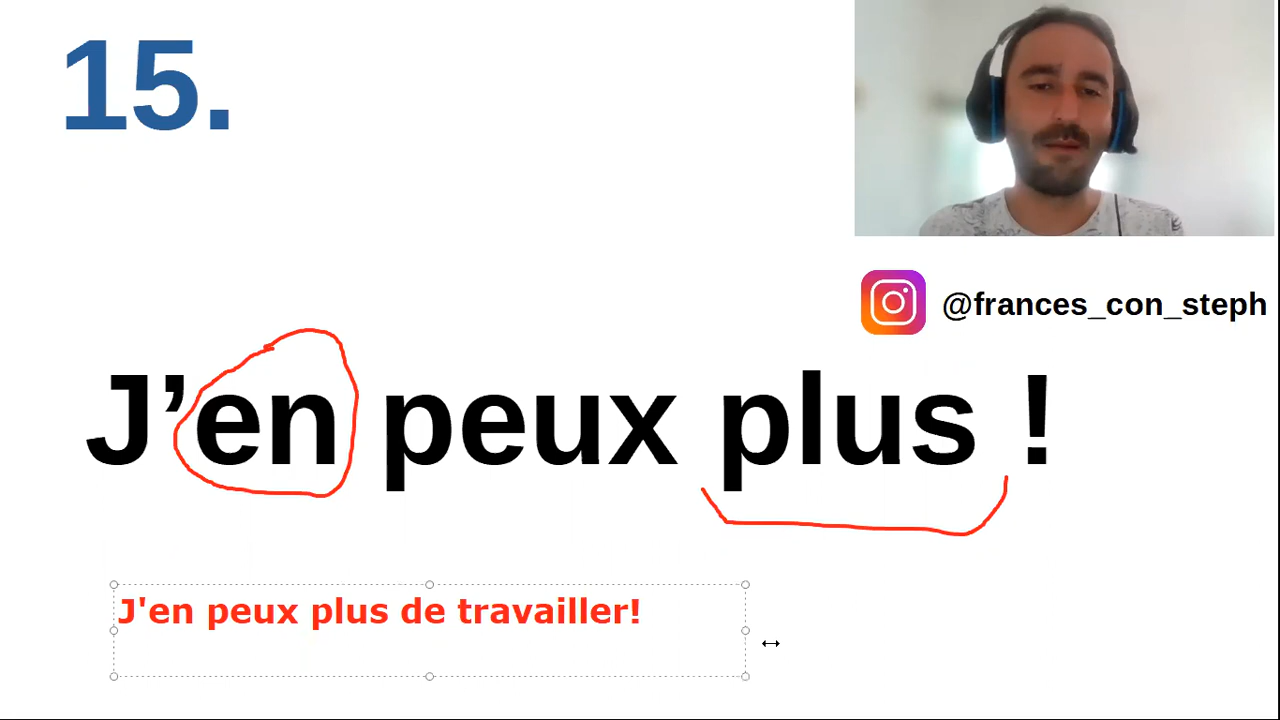 15.
@frances_con_steph
J’en peux plus !
J'en peux plus de travailler!